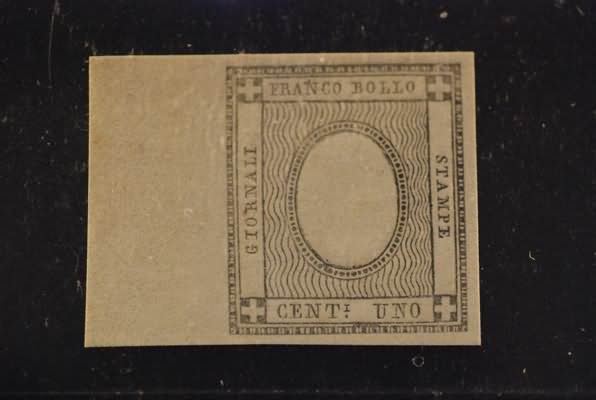 FRANCO BOLLO
GIORNALI
STAMPE
CENT.I UNO